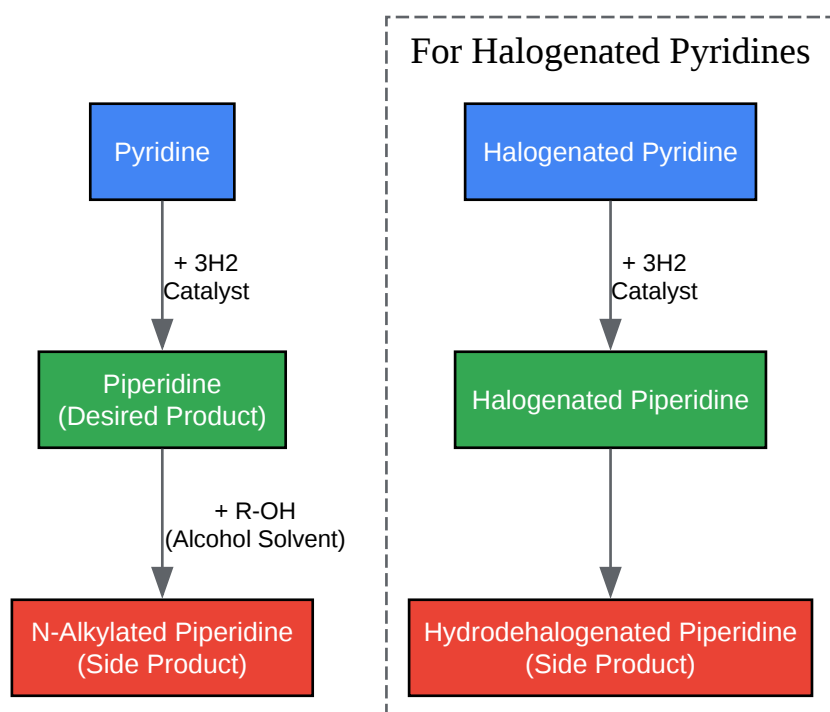 For Halogenated Pyridines
Pyridine
Halogenated Pyridine
+ 3H2
Catalyst
+ 3H2
Catalyst
Piperidine
(Desired Product)
Halogenated Piperidine
+ R-OH
(Alcohol Solvent)
N-Alkylated Piperidine
(Side Product)
Hydrodehalogenated Piperidine
(Side Product)